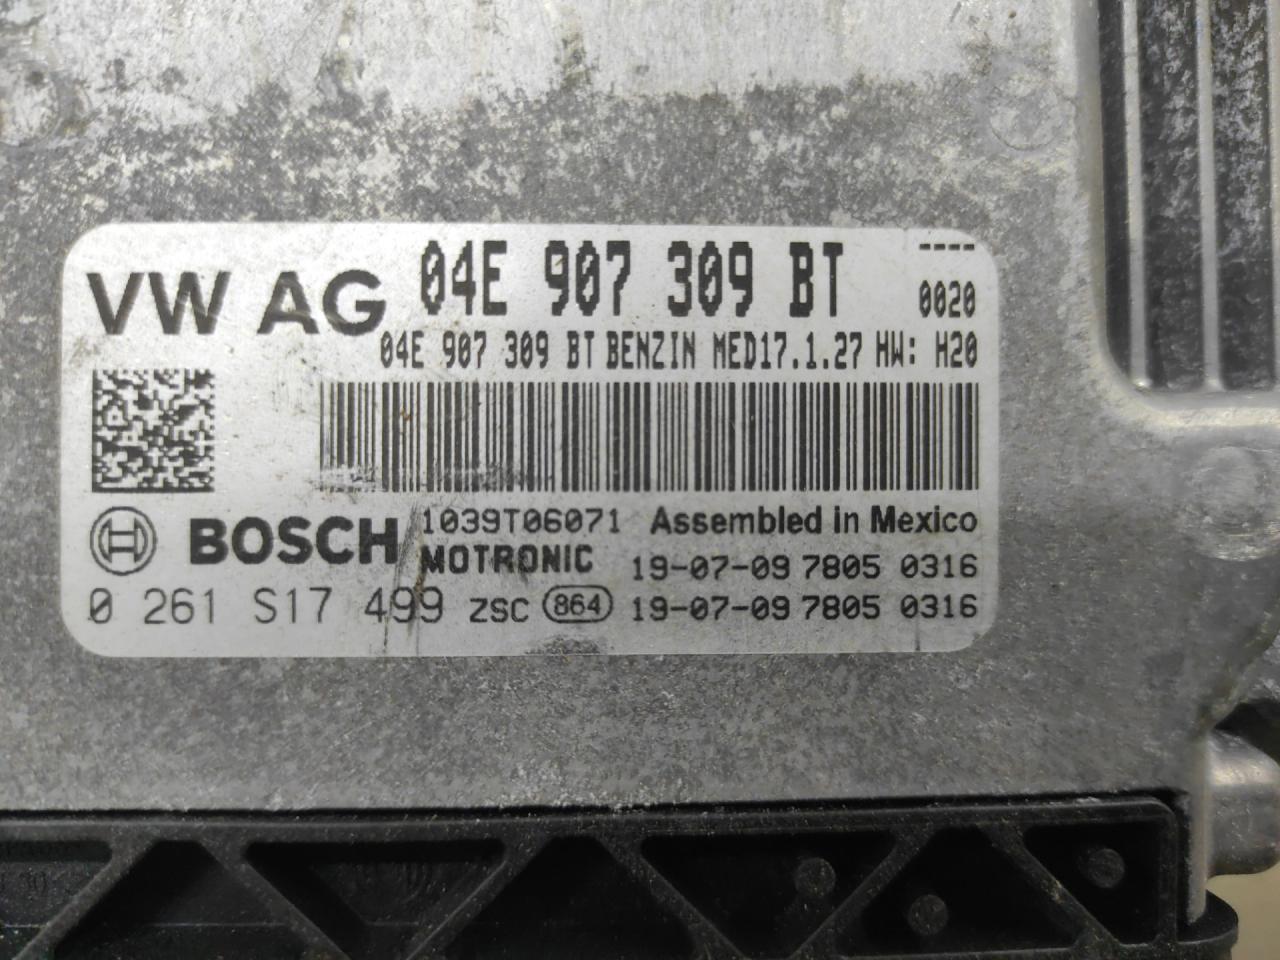 VW AG 04E 907 309 BT ----
0020
04E 907 309 BT BENZIN MED17.1.27 HW: H20
BOSCH 1039T06071 Assembled in Mexico
MOTRONIC 19-07-09 7805 0316
0 261 S17 499 ZSC 864 19-07-09 7805 0316